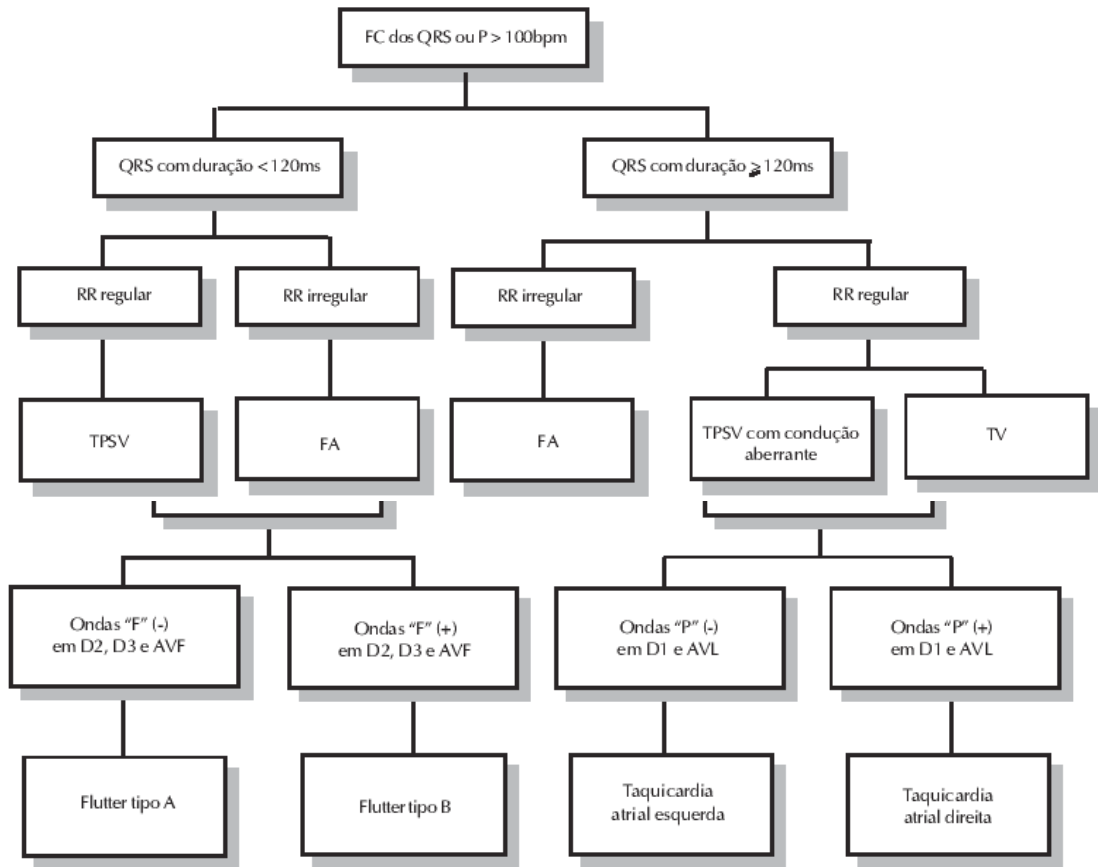 FC dos QRS ou P > 100bpm
QRS com duração < 120ms
QRS com duração ≥ 120ms
RR regular
RR irregular
RR irregular
RR regular
TPSV
FA
FA
TPSV com condução
aberrante
TV
Ondas “F” (-)
em D2, D3 e AVF
Ondas “F” (+)
em D2, D3 e AVF
Ondas “P” (-)
em D1 e AVL
Ondas “P” (+)
em D1 e AVL
Flutter tipo A
Flutter tipo B
Taquicardia
atrial esquerda
Taquicardia
atrial direita